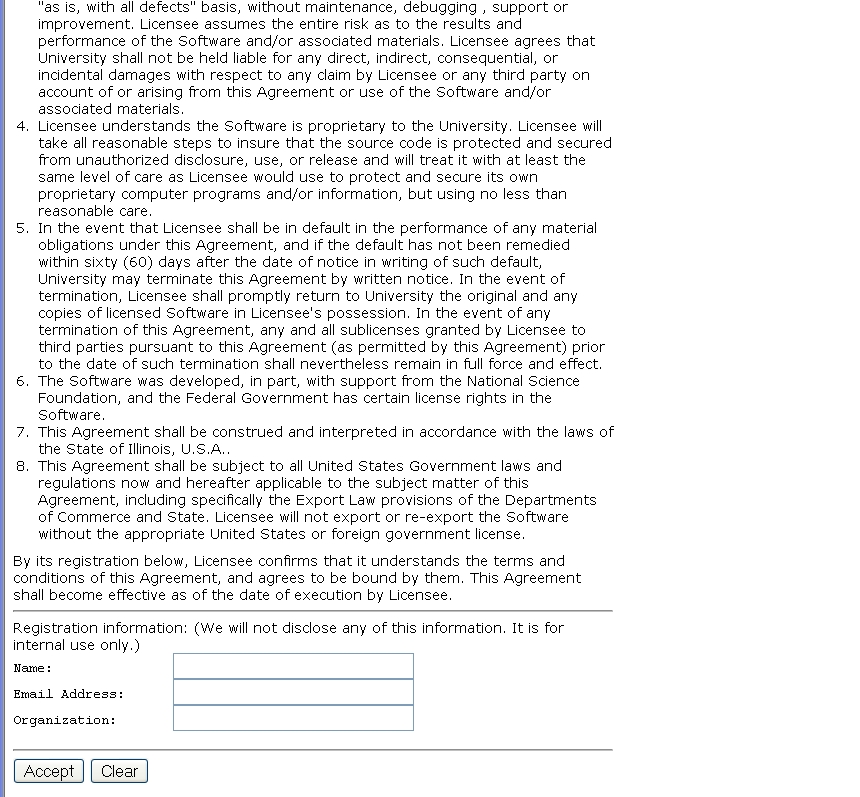 "as is, with all defects" basis, without maintenance, debugging , support or
improvement. Licensee assumes the entire risk as to the results and
performance of the Software and/or associated materials. Licensee agrees that
University shall not be held liable for any direct, indirect, consequential, or
incidental damages with respect to any claim by Licensee or any third party on
account of or arising from this Agreement or use of the Software and/or
associated materials.
4. Licensee understands the Software is proprietary to the University. Licensee will
take all reasonable steps to insure that the source code is protected and secured
from unauthorized disclosure, use, or release and will treat it with at least the
same level of care as Licensee would use to protect and secure its own
proprietary computer programs and/or information, but using no less than
reasonable care.
5. In the event that Licensee shall be in default in the performance of any material
obligations under this Agreement, and if the default has not been remedied
within sixty (60) days after the date of notice in writing of such default,
University may terminate this Agreement by written notice. In the event of
termination, Licensee shall promptly return to University the original and any
copies of licensed Software in Licensee's possession. In the event of any
termination of this Agreement, any and all sublicenses granted by Licensee to
third parties pursuant to this Agreement (as permitted by this Agreement) prior
to the date of such termination shall nevertheless remain in full force and effect.
6. The Software was developed, in part, with support from the National Science
Foundation, and the Federal Government has certain license rights in the
Software.
7. This Agreement shall be construed and interpreted in accordance with the laws of
the State of Illinois, U.S.A..
8. This Agreement shall be subject to all United States Government laws and
regulations now and hereafter applicable to the subject matter of this
Agreement, including specifically the Export Law provisions of the Departments
of Commerce and State. Licensee will not export or re-export the Software
without the appropriate United States or foreign government license.
By its registration below, Licensee confirms that it understands the terms and
conditions of this Agreement, and agrees to be bound by them. This Agreement
shall become effective as of the date of execution by Licensee.
Registration information: (We will not disclose any of this information. It is for
internal use only.)
Name:
Email Address:
Organization:
Accept Clear